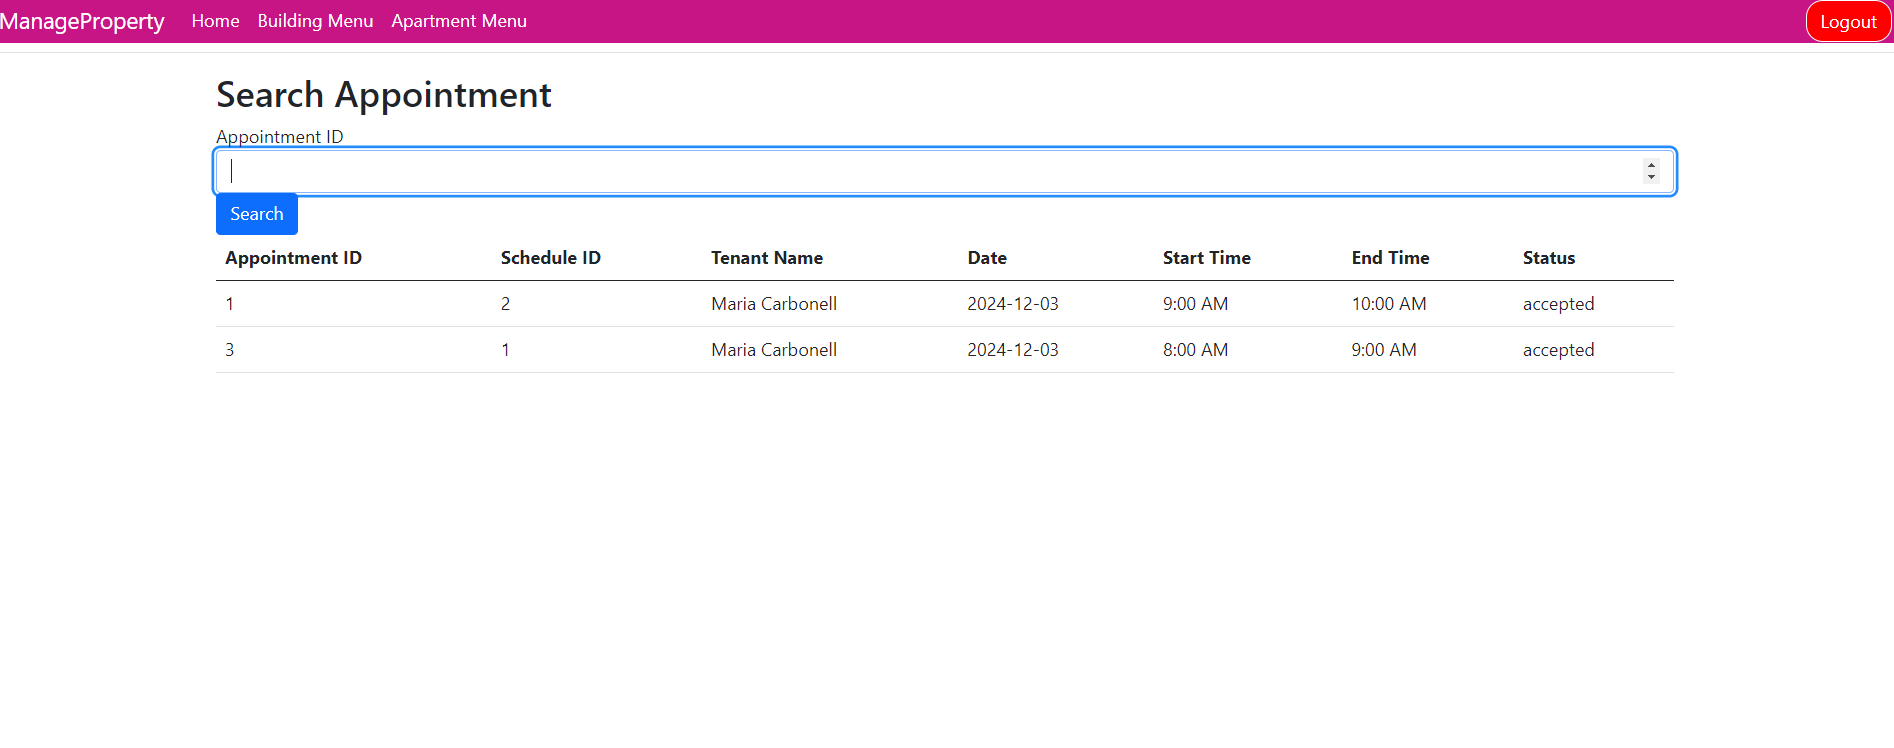 ManageProperty Home Building Menu Apartment Menu Logout
Search Appointment
Appointment ID
Search
Appointment ID Schedule ID Tenant Name Date Start Time End Time Status
1 2 Maria Carbonell 2024-12-03 9:00 AM 10:00 AM accepted
3 1 Maria Carbonell 2024-12-03 8:00 AM 9:00 AM accepted